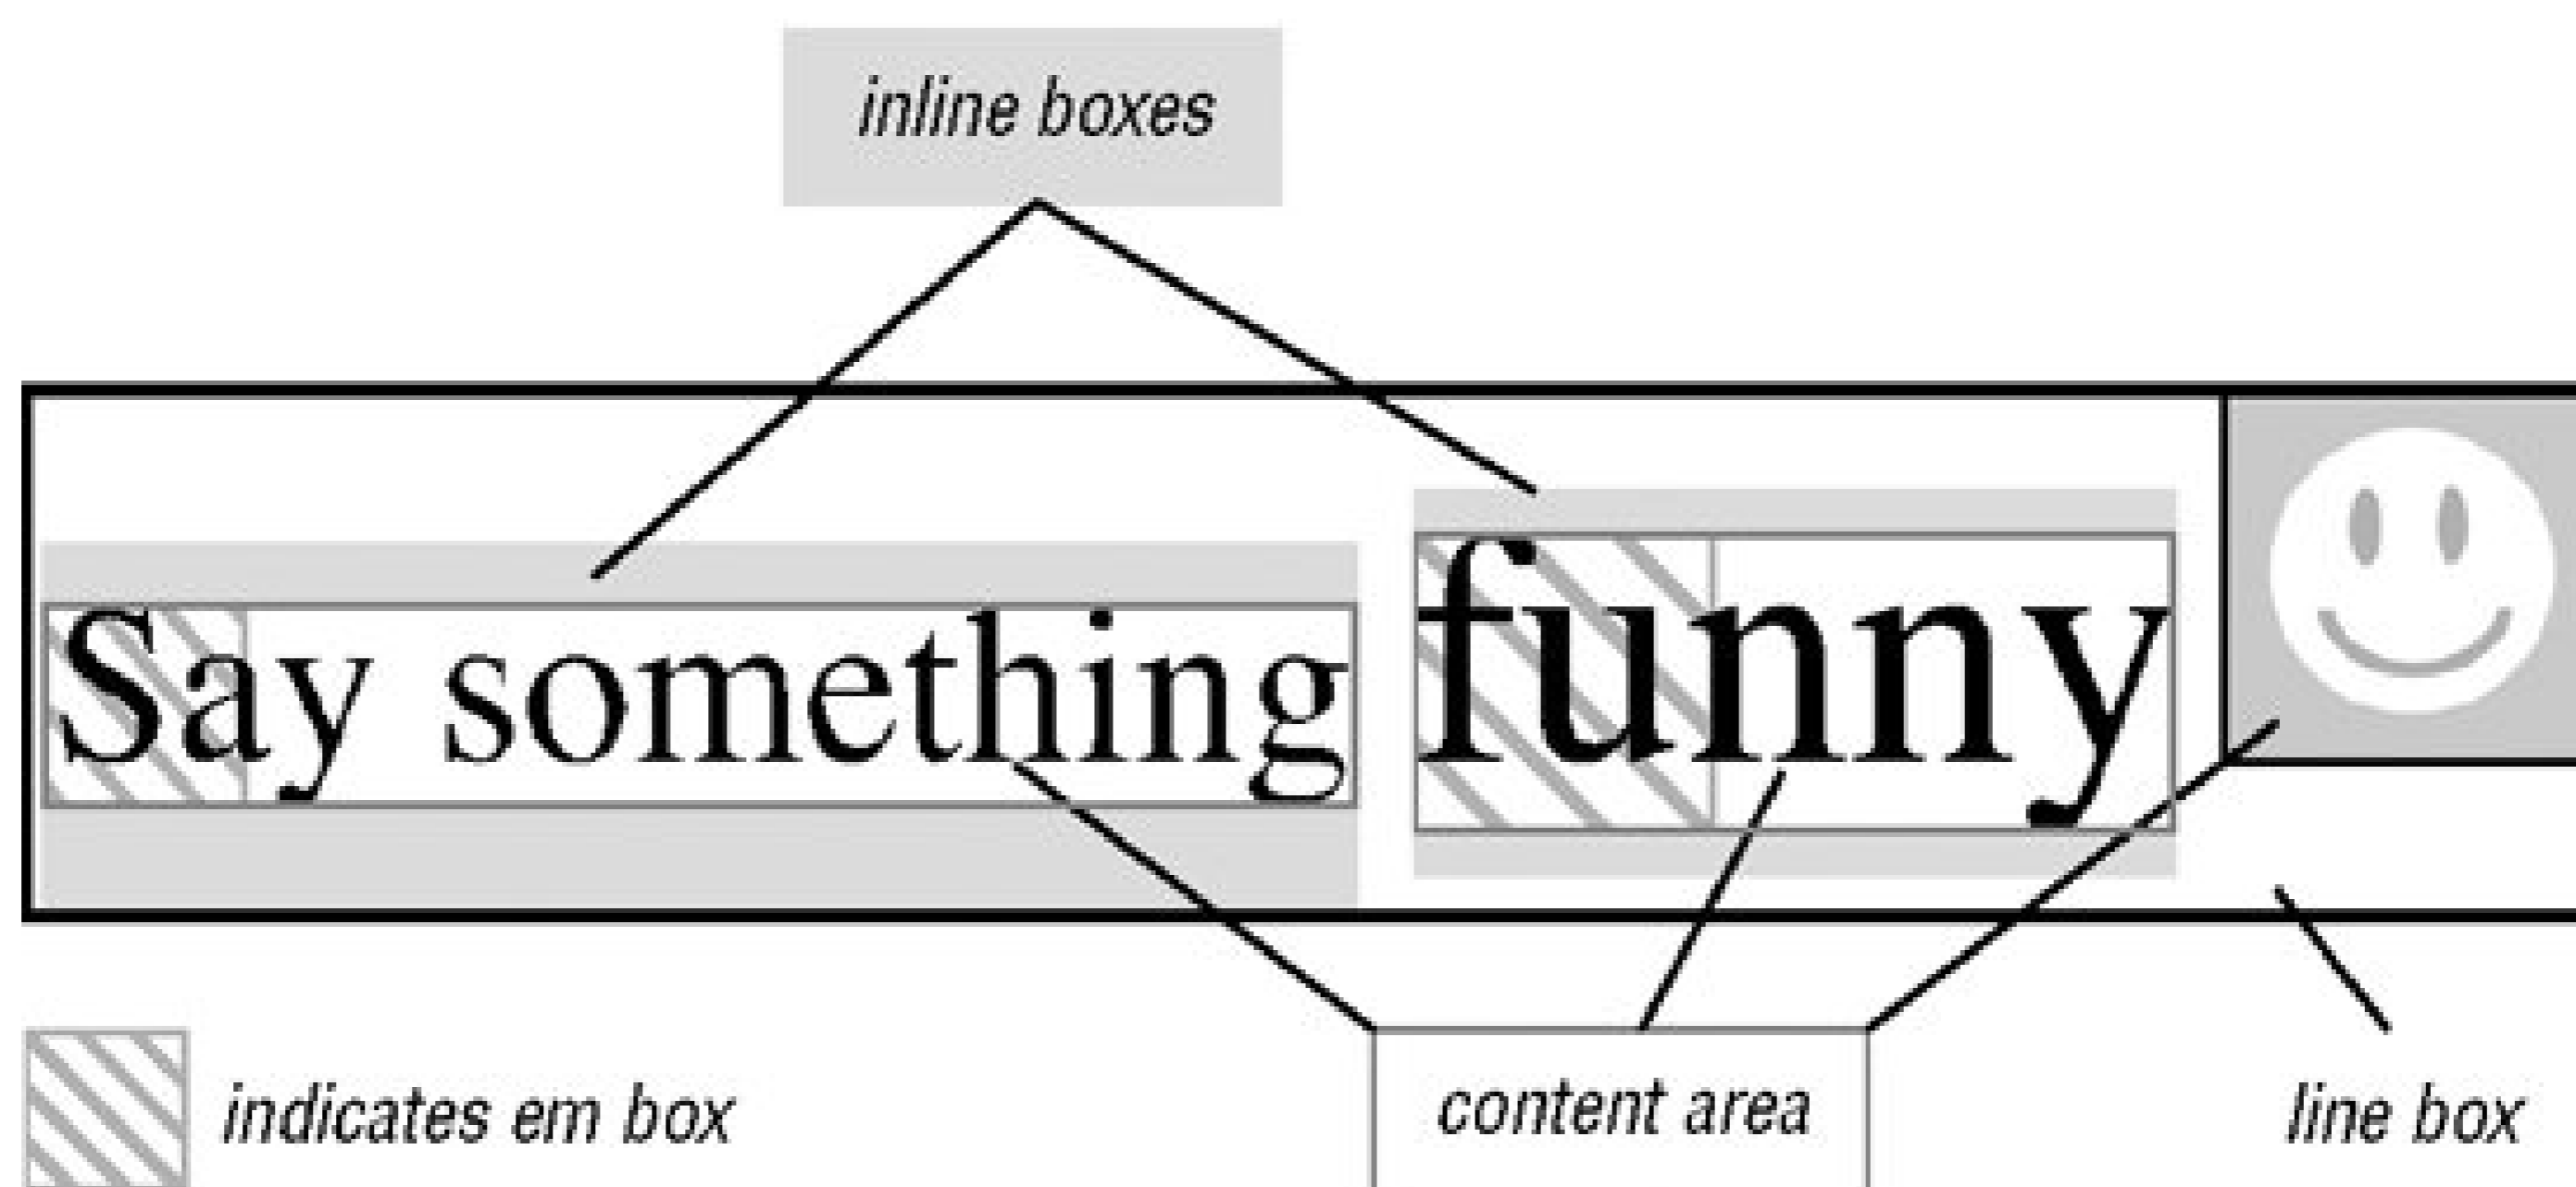 inline boxes
Say something funny
indicates em box
content area
line box